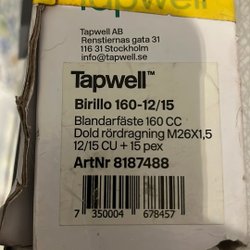 Tapwell
Tapwell AB
Renstiernas gata 31
116 31 Stockholm
info@tapwell.se
Tapwell™
Birillo 160-12/15
Blandarfäste 160 CC
Dold rördragning M26X1,5
12/15 CU + 15 pex
ArtNr 8187488
7 350004 678457